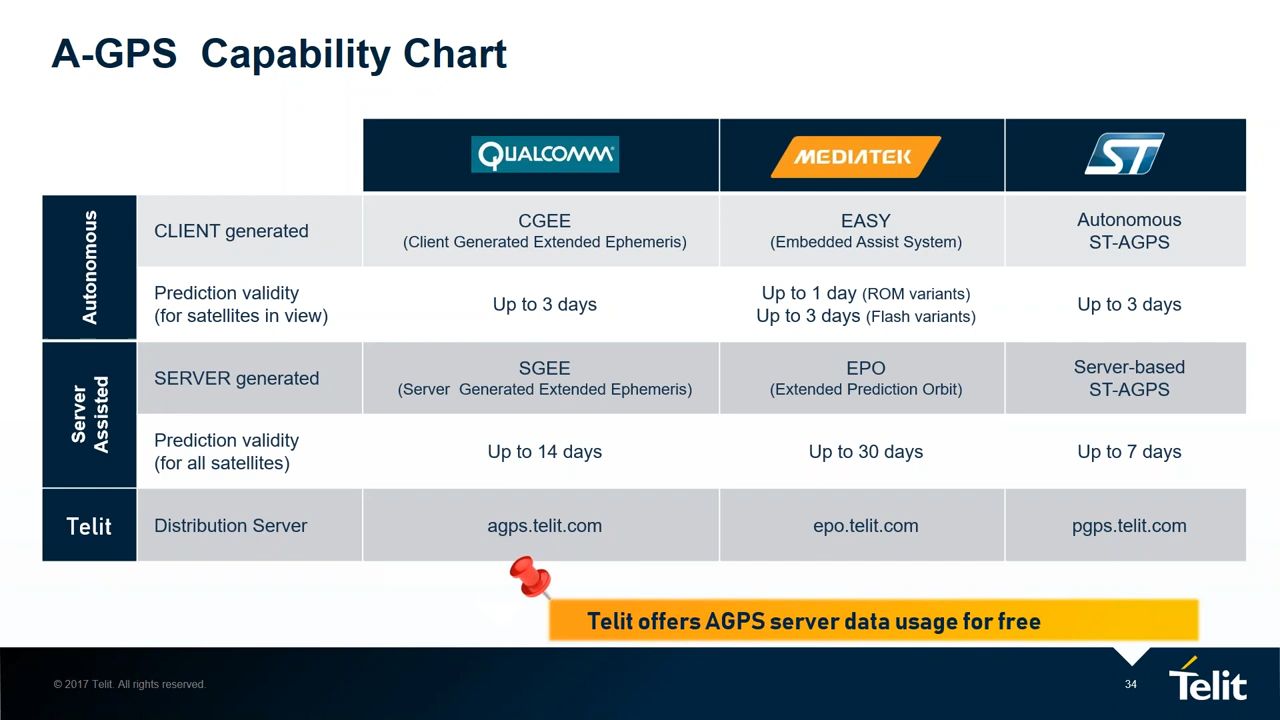 A-GPS  Capability Chart
QUALCOMM®
MEDIATEK
ST
Autonomous
CLIENT generated
CGEE
(Client Generated Extended Ephemeris)
EASY
(Embedded Assist System)
Autonomous
ST-AGPS
Prediction validity
(for satellites in view)
Up to 3 days
Up to 1 day (ROM variants)
Up to 3 days (Flash variants)
Up to 3 days
Server
Assisted
SERVER generated
SGEE
(Server  Generated Extended Ephemeris)
EPO
(Extended Prediction Orbit)
Server-based
ST-AGPS
Prediction validity
(for all satellites)
Up to 14 days
Up to 30 days
Up to 7 days
Telit
Distribution Server
agps.telit.com
epo.telit.com
pgps.telit.com
Telit offers AGPS server data usage for free
© 2017 Telit. All rights reserved.
34
Telit